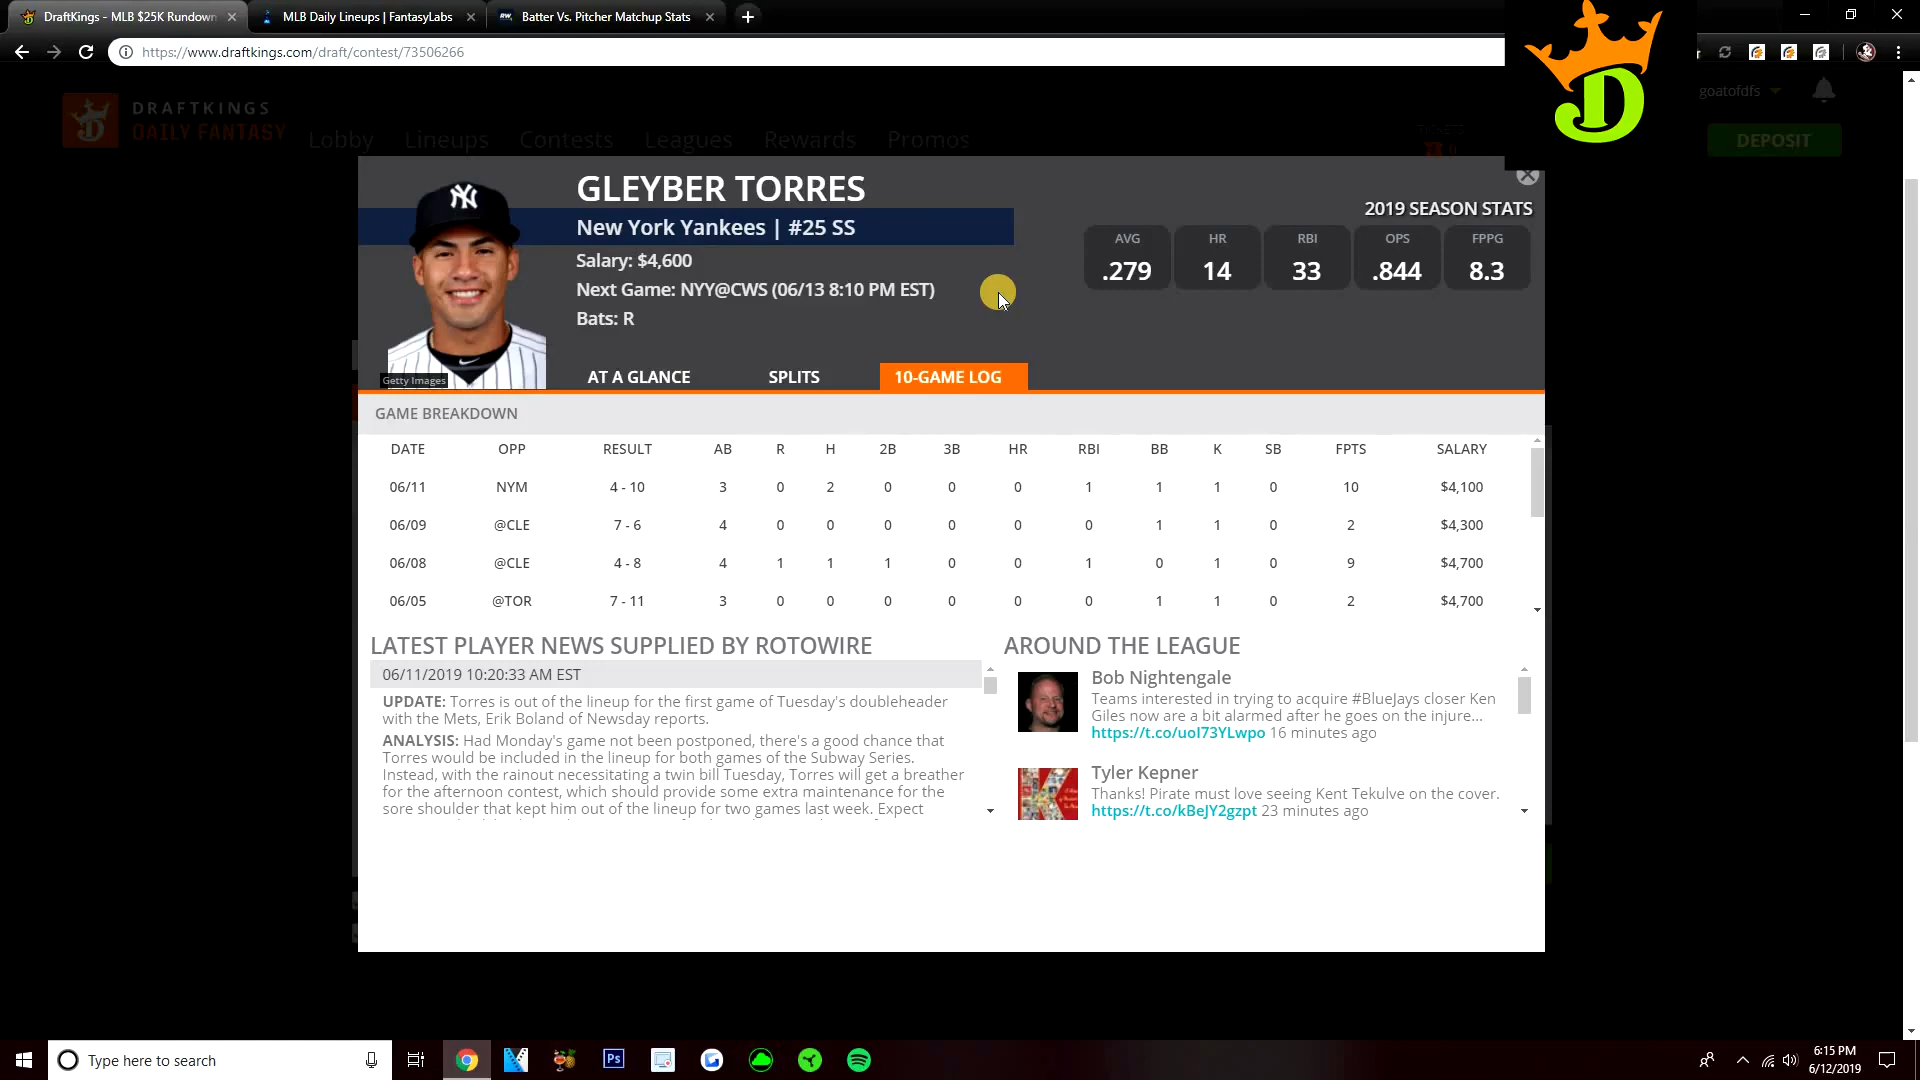 DraftKings - MLB $25K Rundown
MLB Daily Lineups | FantasyLabs
Batter Vs. Pitcher Matchup Stats
https://www.draftkings.com/draft/contest/73506266
DRAFTKINGS
DAILY FANTASY
Lobby Lineups Contests Leagues Rewards Promos
goatofdfs
DEPOSIT
GLEYBER TORRES
New York Yankees | #25 SS
Salary: $4,600
Next Game: NYY@CWS (06/13 8:10 PM EST)
Bats: R
Getty Images
2019 SEASON STATS
AVG HR RBI OPS FPPG
.279 14 33 .844 8.3
AT A GLANCE SPLITS 10-GAME LOG
GAME BREAKDOWN
DATE OPP RESULT AB R H 2B 3B HR RBI BB K SB FPTS SALARY
06/11 NYM 4 - 10 3 0 2 0 0 0 1 1 1 0 10 $4,100
06/09 @CLE 7 - 6 4 0 0 0 0 0 0 1 1 0 2 $4,300
06/08 @CLE 4 - 8 4 1 1 1 0 0 1 0 1 0 9 $4,700
06/05 @TOR 7 - 11 3 0 0 0 0 0 0 1 1 0 2 $4,700
LATEST PLAYER NEWS SUPPLIED BY ROTOWIRE
06/11/2019 10:20:33 AM EST
UPDATE: Torres is out of the lineup for the first game of Tuesday's doubleheader
with the Mets, Erik Boland of Newsday reports.
ANALYSIS: Had Monday's game not been postponed, there's a good chance that
Torres would be included in the lineup for both games of the Subway Series.
Instead, with the rainout necessitating a twin bill Tuesday, Torres will get a breather
for the afternoon contest, which should provide some extra maintenance for the
sore shoulder that kept him out of the lineup for two games last week. Expect
AROUND THE LEAGUE
Bob Nightengale
Teams interested in trying to acquire #BlueJays closer Ken
Giles now are a bit alarmed after he goes on the injure...
https://t.co/uoI73YLwpo 16 minutes ago
Tyler Kepner
Thanks! Pirate must love seeing Kent Tekulve on the cover.
https://t.co/kBeJY2gzpt 23 minutes ago
Type here to search
6:15 PM
6/12/2019